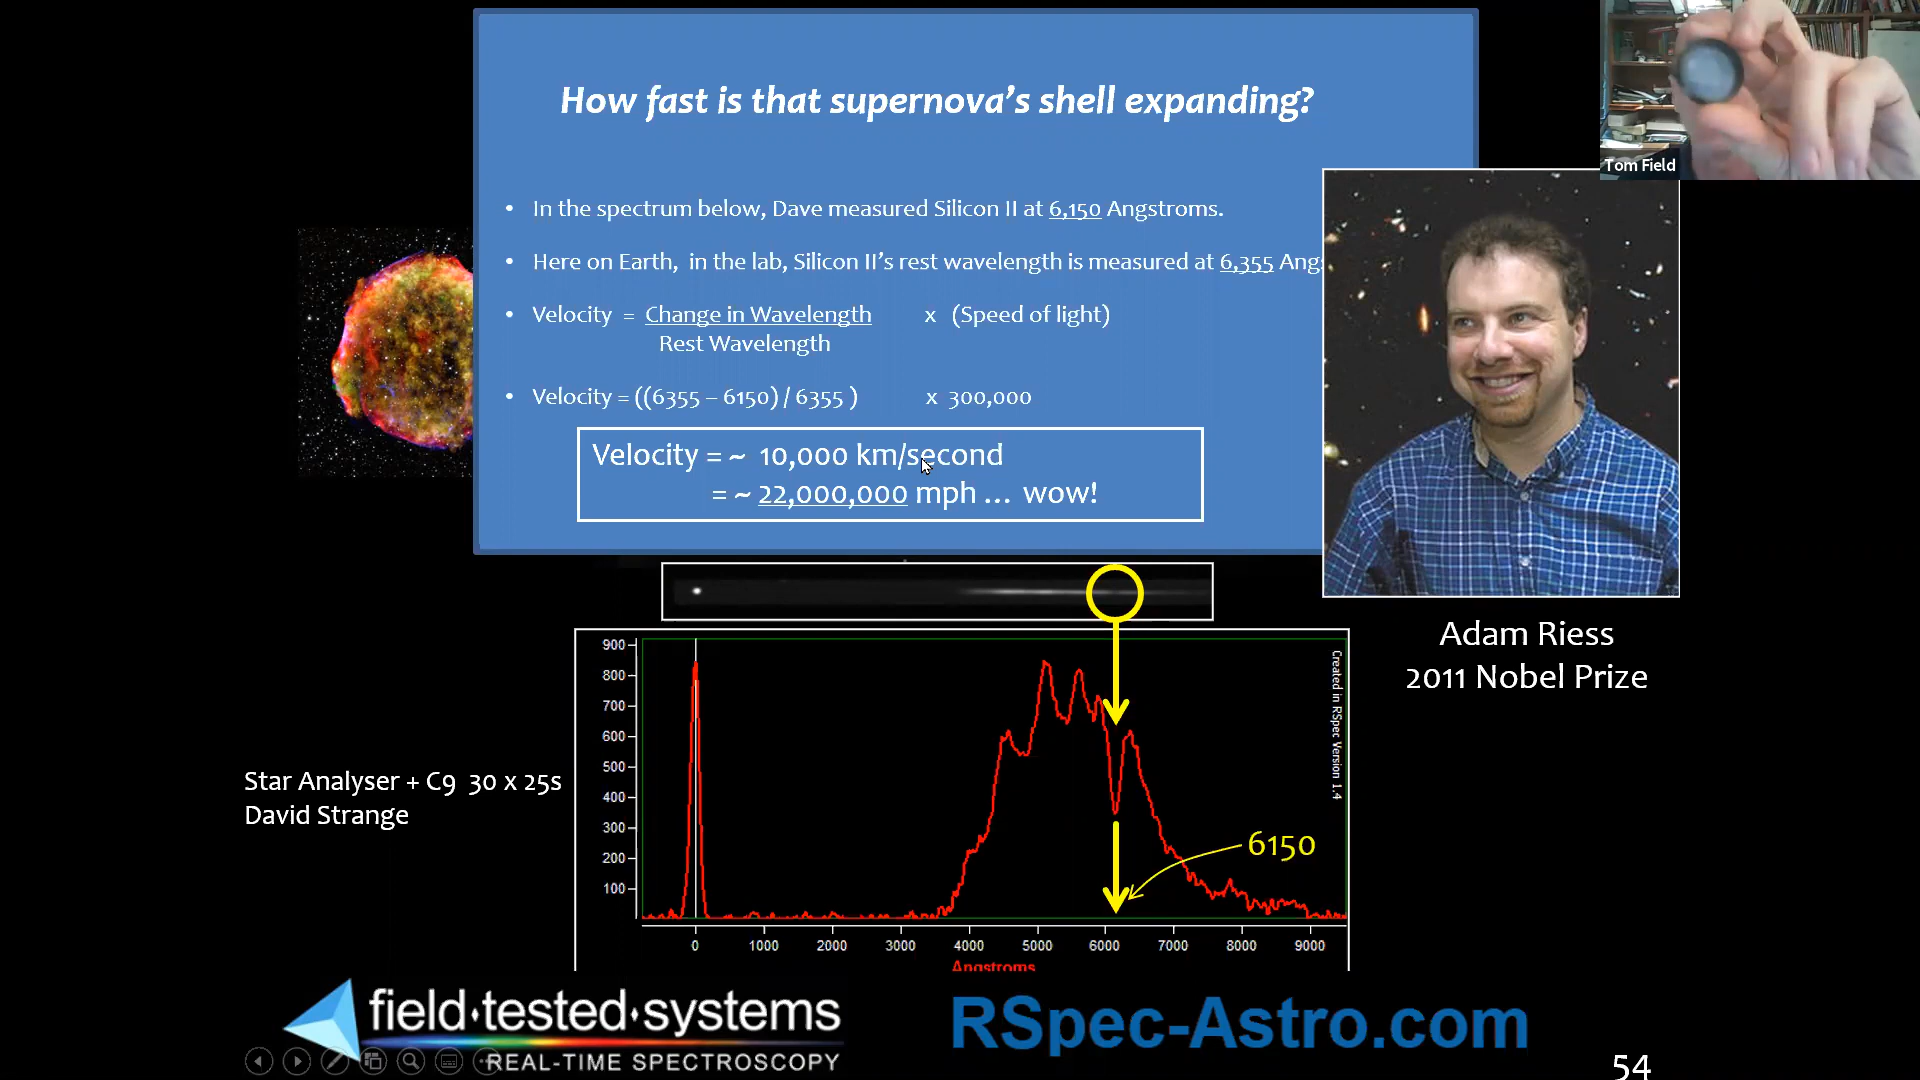 How fast is that supernova's shell expanding?
Tom Field
• In the spectrum below, Dave measured Silicon II at 6,150 Angstroms.
• Here on Earth,  in the lab, Silicon II's rest wavelength is measured at 6,355 Angs
• Velocity = Change in Wavelength x (Speed of light)
Rest Wavelength
• Velocity = ((6355 – 6150) / 6355 ) x 300,000
Velocity = ~ 10,000 km/second
= ~ 22,000,000 mph … wow!
Adam Riess
2011 Nobel Prize
Star Analyser + C9 30 x 25s
David Strange
900
800
700
600
500
400
300
200
100
Created in RSpec Version 1.4
6150
0 1000 2000 3000 4000 5000 6000 7000 8000 9000
Angstroms
field·tested·systems
REAL-TIME SPECTROSCOPY
RSpec-Astro.com
54